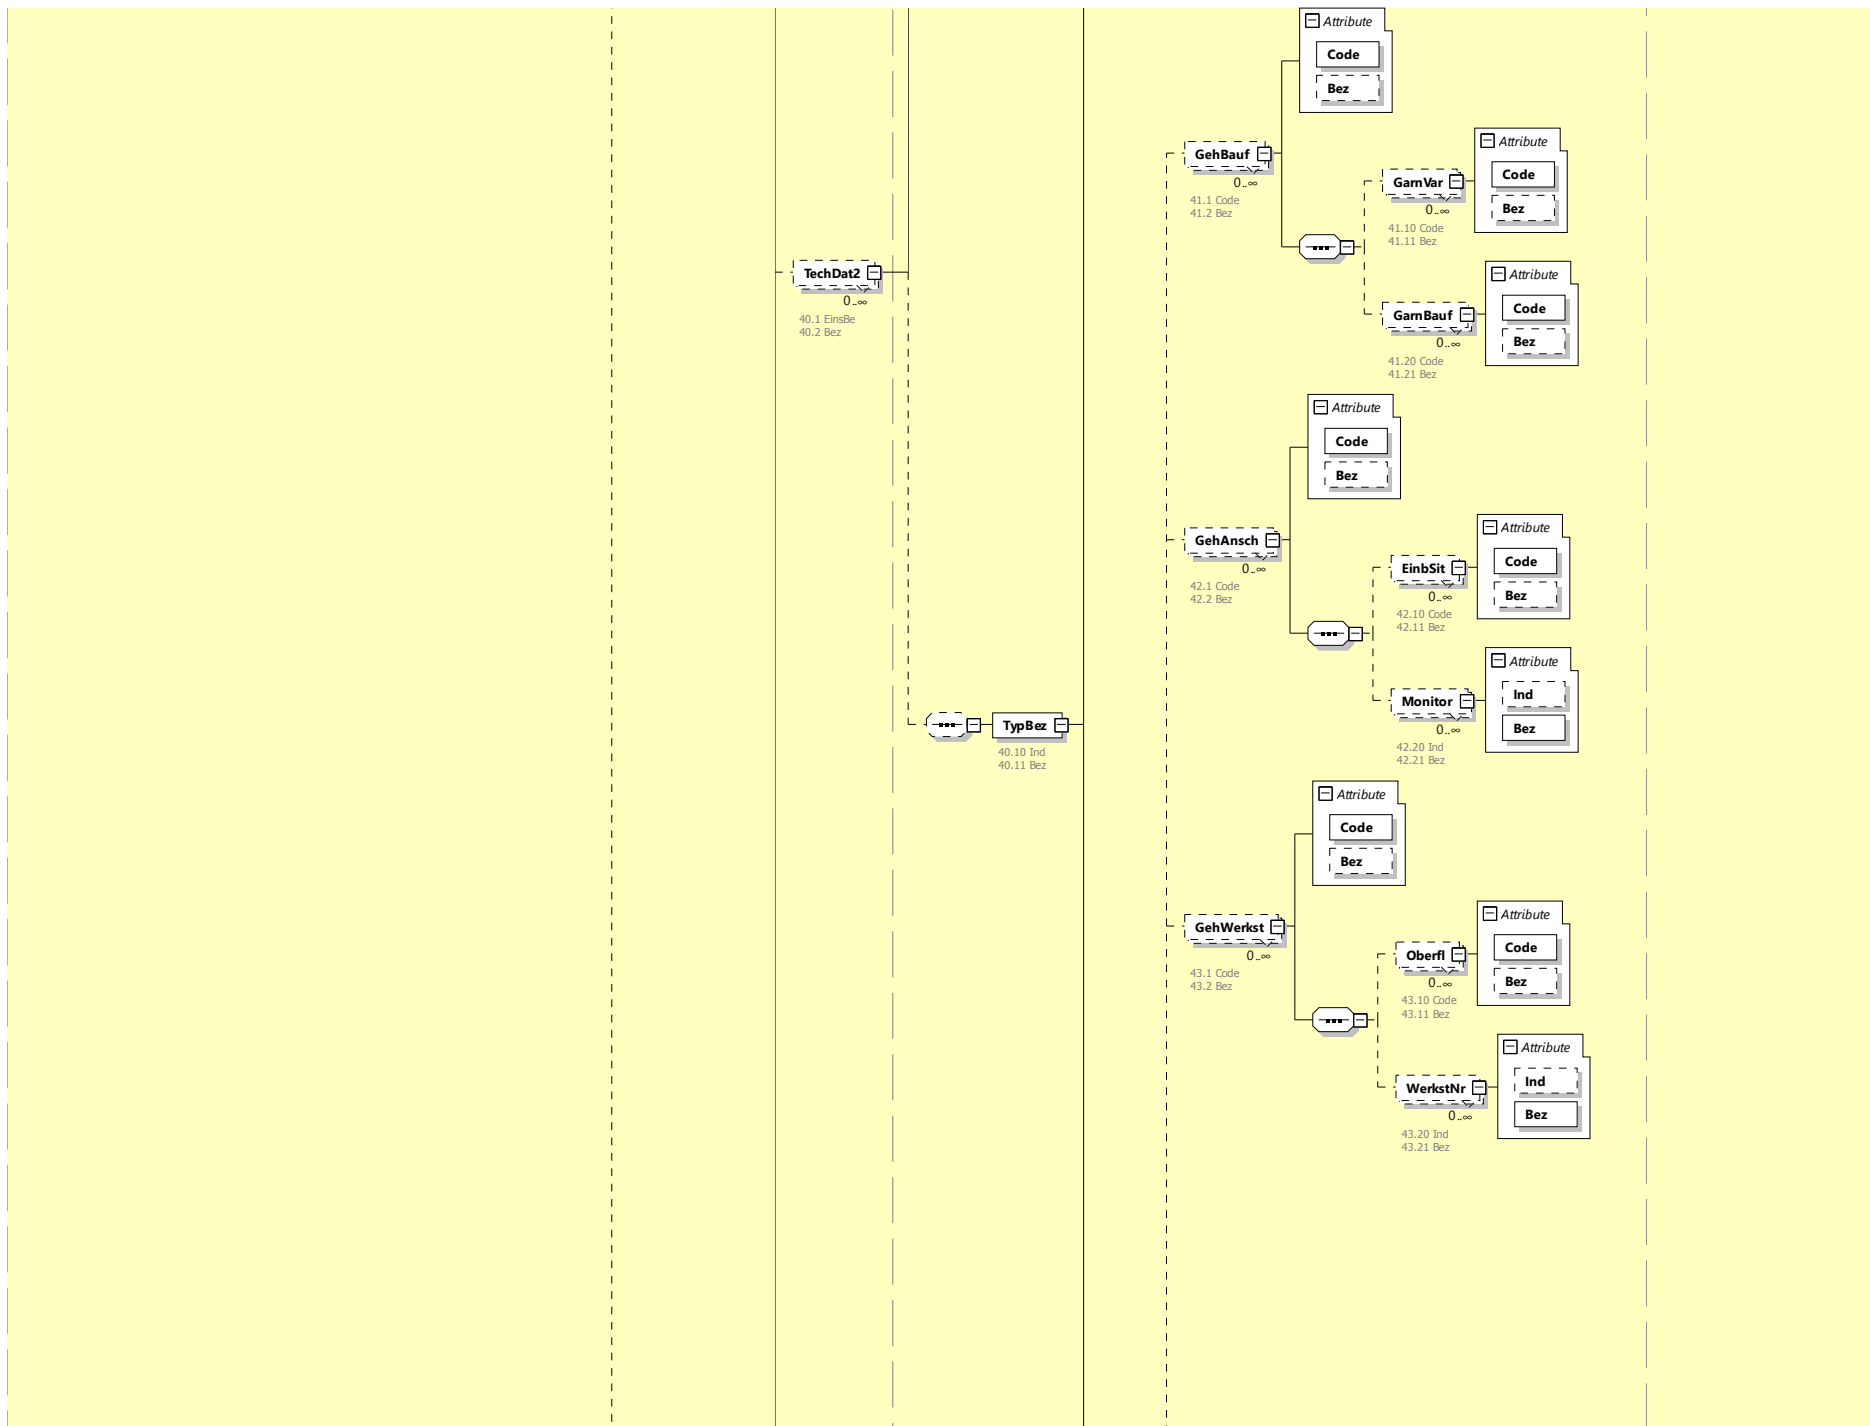 Attribute
Code
Bez
GehBauf
0..∞
41.1 Code
41.2 Bez
Attribute
Code
Bez
GarnVar
0..∞
41.10 Code
41.11 Bez
TechDat2
0..∞
40.1 EinsBe
40.2 Bez
Attribute
Code
Bez
GarnBauf
0..∞
41.20 Code
41.21 Bez
Attribute
Code
Bez
GehAnsch
0..∞
42.1 Code
42.2 Bez
Attribute
Code
Bez
EinbSit
0..∞
42.10 Code
42.11 Bez
Attribute
Ind
Bez
Monitor
0..∞
42.20 Ind
42.21 Bez
TypBez
40.10 Ind
40.11 Bez
Attribute
Code
Bez
GehWerkst
0..∞
43.1 Code
43.2 Bez
Attribute
Code
Bez
Oberfl
0..∞
43.10 Code
43.11 Bez
Attribute
Ind
Bez
WerkstNr
0..∞
43.20 Ind
43.21 Bez